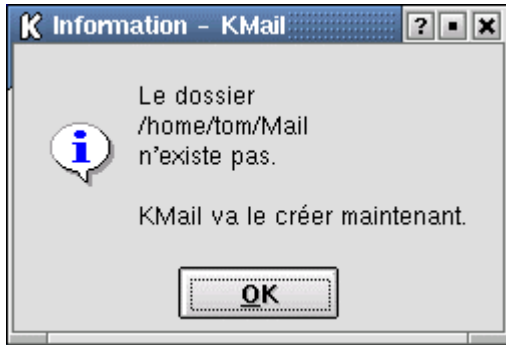 Information - KMail
Le dossier
/home/tom/Mail
n'existe pas.
KMail va le créer maintenant.
OK